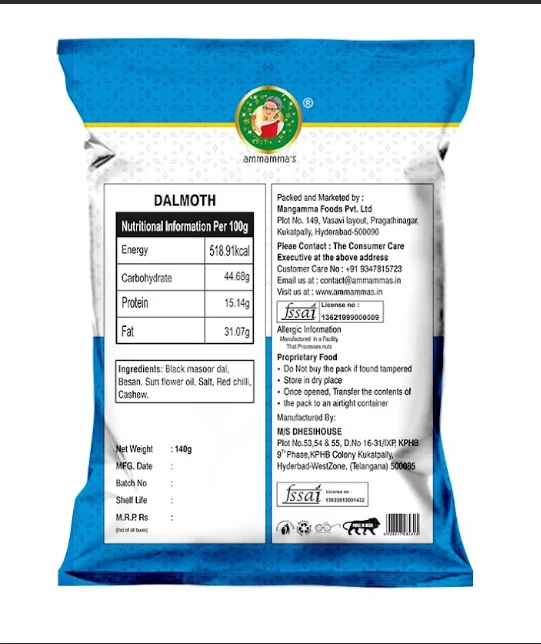 ®
ammamma's
DALMOTH
Nutritional Information Per 100g
Energy 518.91kcal
Carbohydrate 44.68g
Protein 15.14g
Fat 31.07g
Ingredients: Black masoor dal,
Besan, Sun flower oil, Salt, Red chilli,
Cashew.
Net Weight : 140g
MFG. Date :
Batch No :
Shelf Life :
M.R.P. Rs :
(incl of all taxes)
Packed and Marketed by :
Mangamma Foods Pvt. Ltd
Plot No. 149, Vasavi layout, Pragathinagar,
Kukatpally, Hyderabad-500090
Pleae Contact : The Consumer Care
Executive at the above address
Customer Care No : +91 9347815723
Email us at : contact@ammammas.in
Visit us at : www.ammammas.in
fssai License no :
13621999000009
Allergic Information
Manufactured in a Facility
That Processes nuts
Proprietary Food
• Do Not buy the pack if found tampered
• Store in dry place
• Once opened, Transfer the contents of
• the pack to an airtight container
Manufactured By:
M/S DHESIHOUSE
Plot No.53,54 & 55, D.No 16-31/IXP, KPHB
9th Phase,KPHB Colony Kukatpally,
Hyderbad-WestZone, (Telangana) 500085
fssai License no :
13622013001422
MAKE IN INDIA